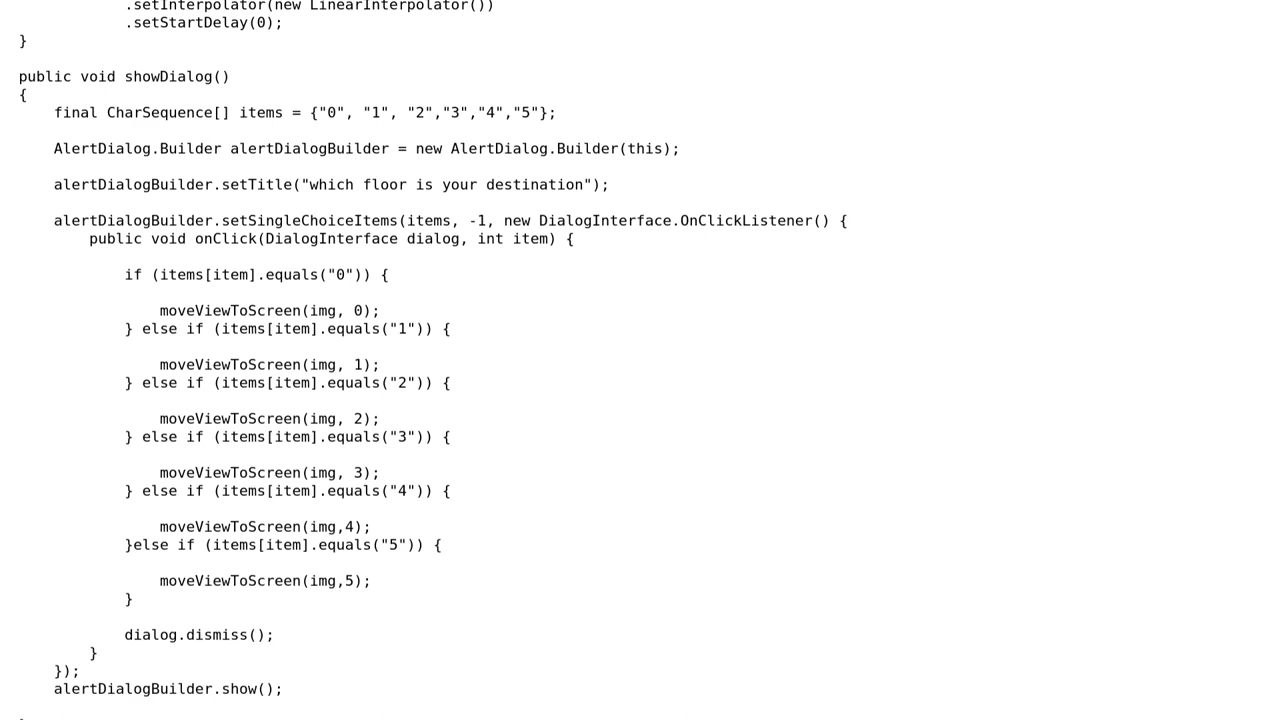 .setInterpolator(new LinearInterpolator())
.setStartDelay(0);
}
public void showDialog()
{
final CharSequence[] items = {"0", "1", "2","3","4","5"};
AlertDialog.Builder alertDialogBuilder = new AlertDialog.Builder(this);
alertDialogBuilder.setTitle("which floor is your destination");
alertDialogBuilder.setSingleChoiceItems(items, -1, new DialogInterface.OnClickListener() {
public void onClick(DialogInterface dialog, int item) {
if (items[item].equals("0")) {
moveViewToScreen(img, 0);
} else if (items[item].equals("1")) {
moveViewToScreen(img, 1);
} else if (items[item].equals("2")) {
moveViewToScreen(img, 2);
} else if (items[item].equals("3")) {
moveViewToScreen(img, 3);
} else if (items[item].equals("4")) {
moveViewToScreen(img,4);
}else if (items[item].equals("5")) {
moveViewToScreen(img,5);
}
dialog.dismiss();
}
});
alertDialogBuilder.show();